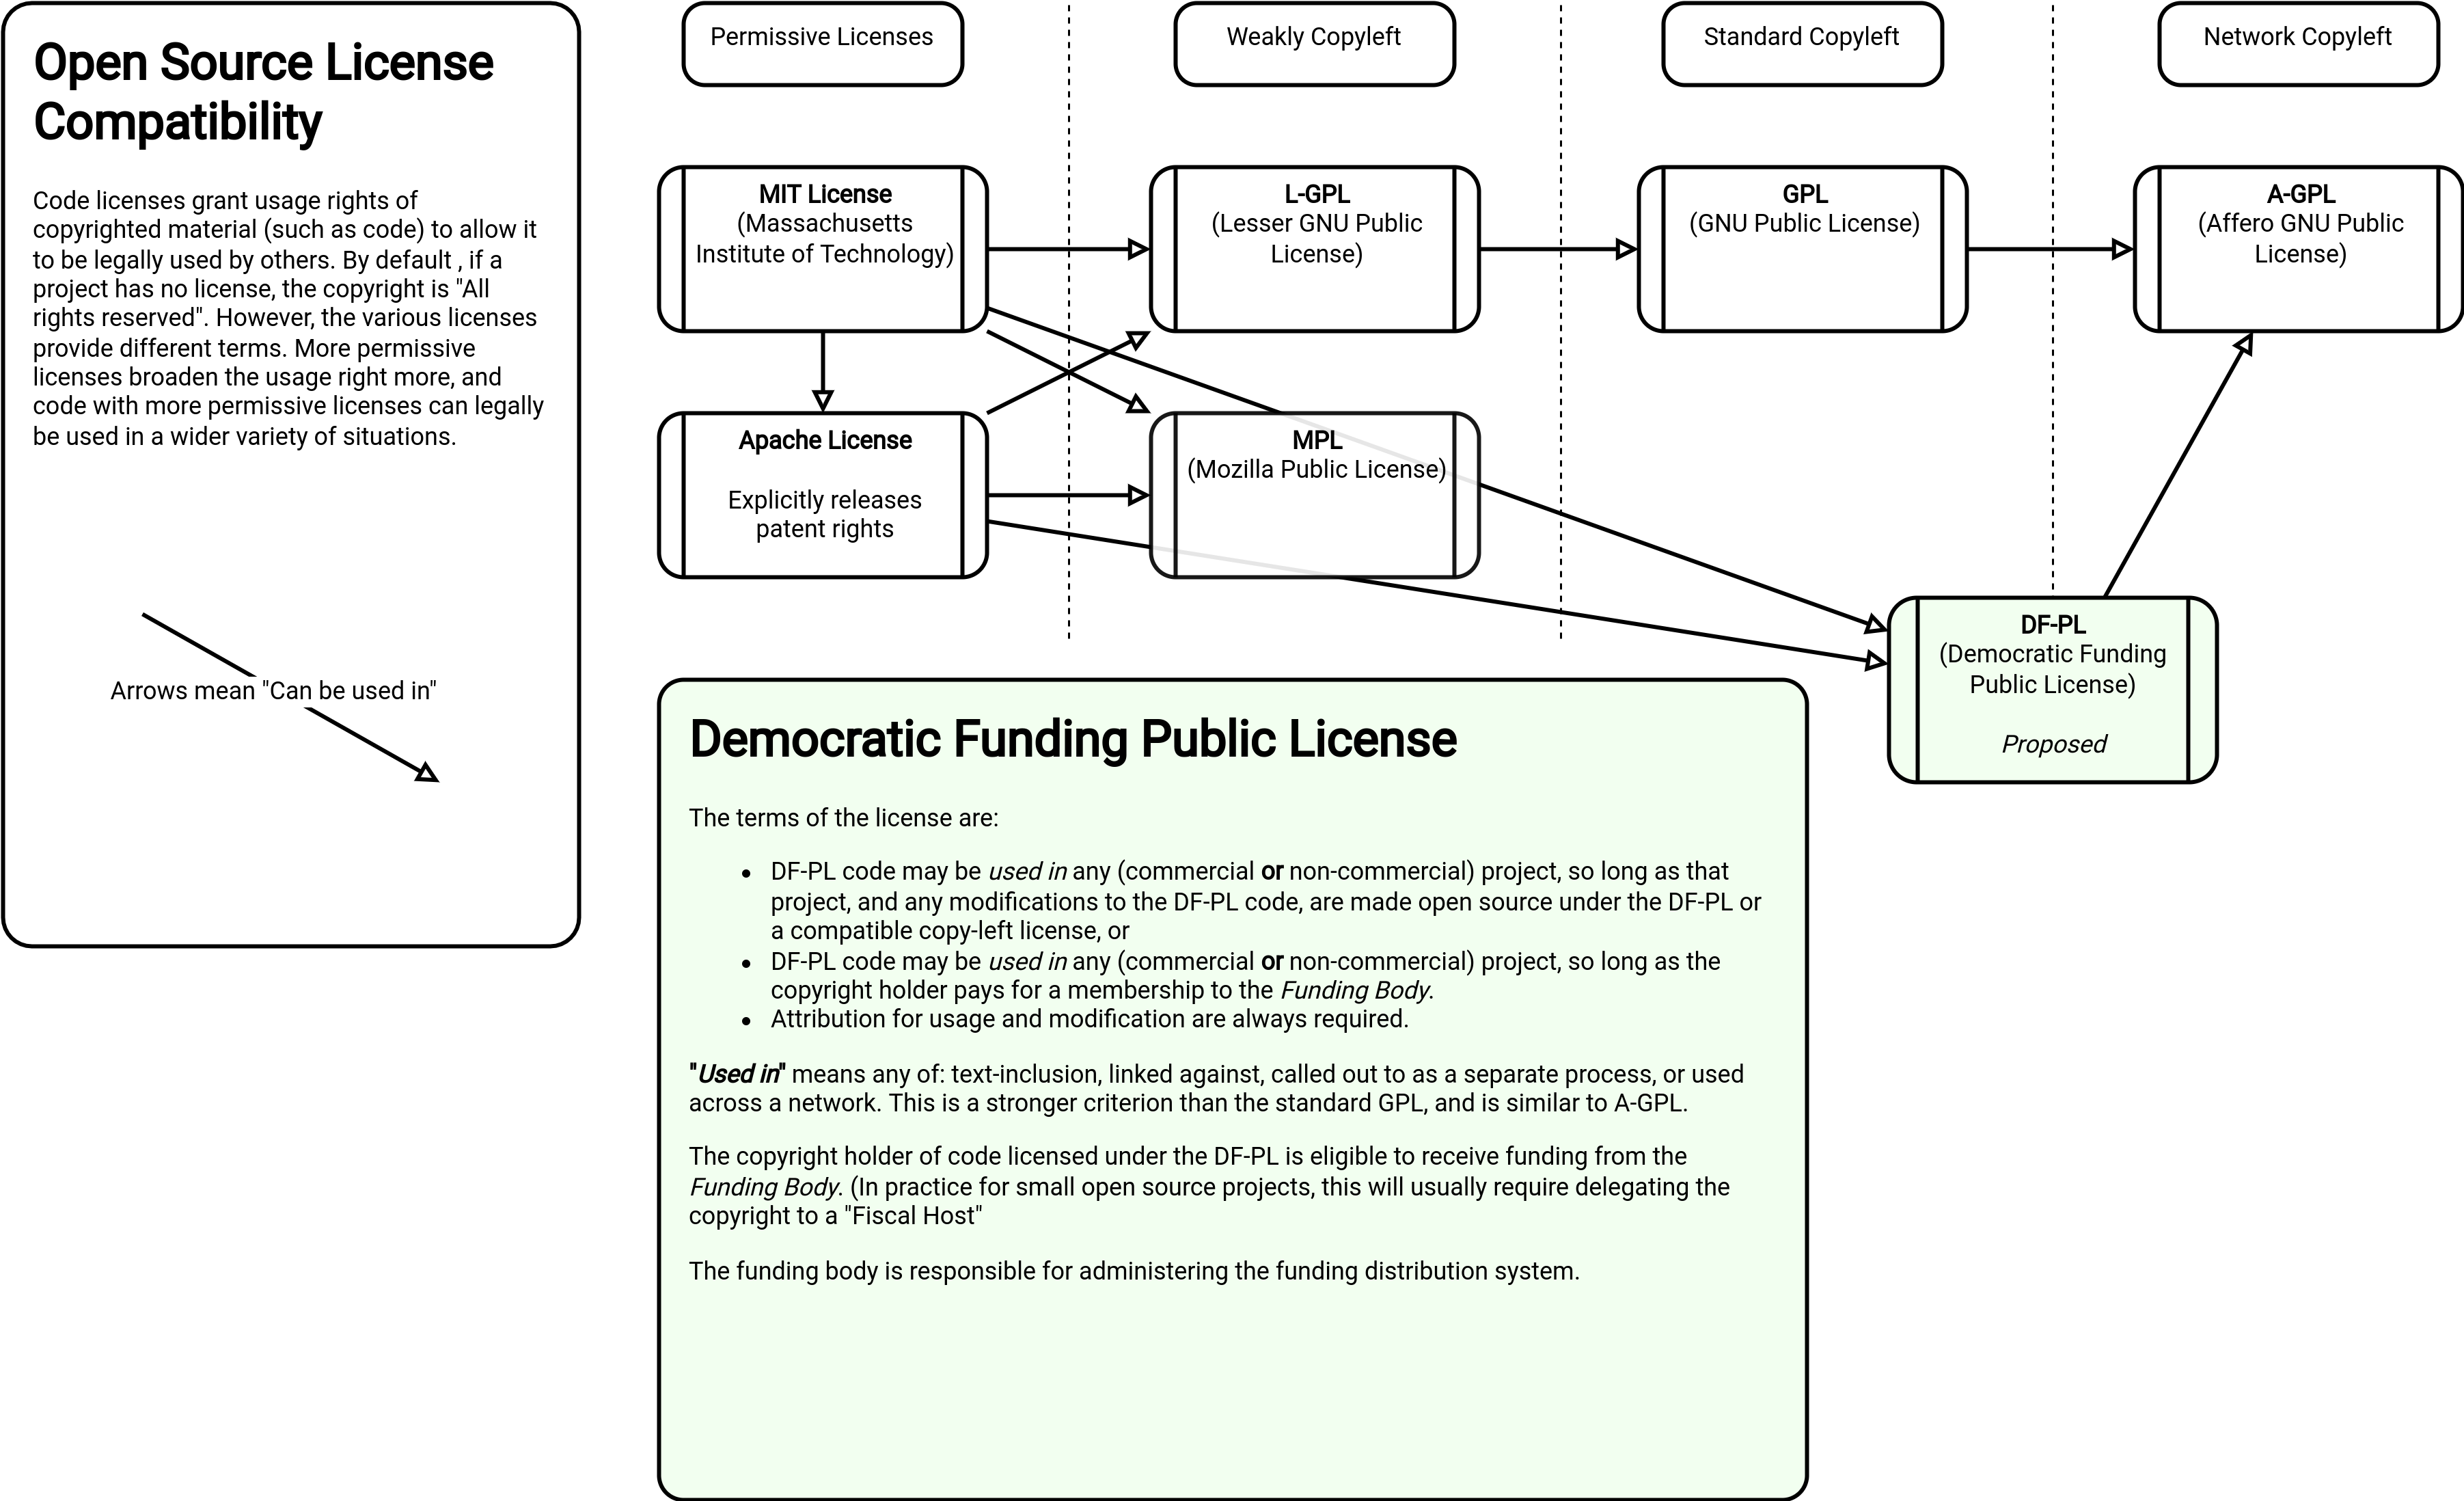 Open Source License
Compatibility
Code licenses grant usage rights of
copyrighted material (such as code) to allow it
to be legally used by others. By default , if a
project has no license, the copyright is "All
rights reserved". However, the various licenses
provide different terms. More permissive
licenses broaden the usage right more, and
code with more permissive licenses can legally
be used in a wider variety of situations.
Arrows mean "Can be used in"
Permissive Licenses
Weakly Copyleft
Standard Copyleft
Network Copyleft
MIT License
(Massachusetts
Institute of Technology)
L-GPL
(Lesser GNU Public
License)
GPL
(GNU Public License)
A-GPL
(Affero GNU Public
License)
Apache License
Explicitly releases
patent rights
MPL
(Mozilla Public License)
DF-PL
(Democratic Funding
Public License)
Proposed
Democratic Funding Public License
The terms of the license are:
• DF-PL code may be used in any (commercial or non-commercial) project, so long as that
project, and any modifications to the DF-PL code, are made open source under the DF-PL or
a compatible copy-left license, or
• DF-PL code may be used in any (commercial or non-commercial) project, so long as the
copyright holder pays for a membership to the Funding Body.
• Attribution for usage and modification are always required.
"Used in" means any of: text-inclusion, linked against, called out to as a separate process, or used
across a network. This is a stronger criterion than the standard GPL, and is similar to A-GPL.
The copyright holder of code licensed under the DF-PL is eligible to receive funding from the
Funding Body. (In practice for small open source projects, this will usually require delegating the
copyright to a "Fiscal Host"
The funding body is responsible for administering the funding distribution system.